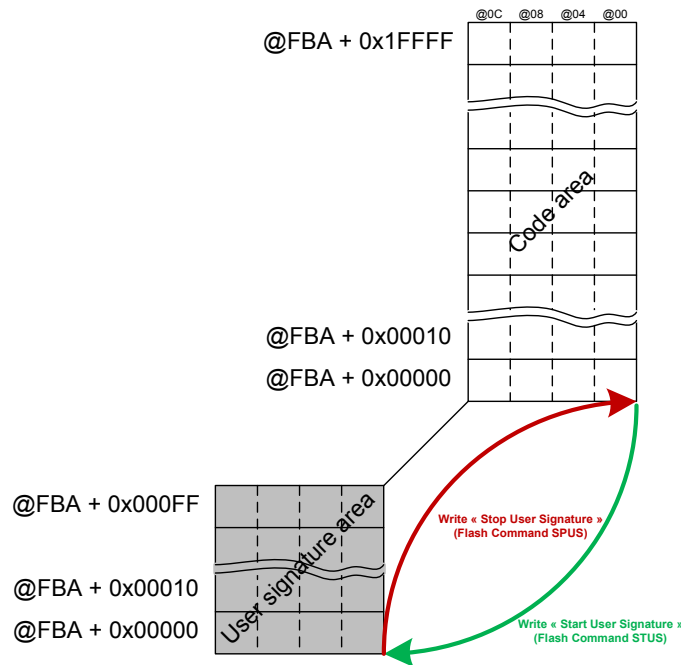 @0C @08 @04 @00
@FBA + 0x1FFFF
Code area
@FBA + 0x00010
@FBA + 0x00000
@FBA + 0x000FF
User signature area
@FBA + 0x00010
@FBA + 0x00000
Write « Stop User Signature »
(Flash Command SPUS)
Write « Start User Signature »
(Flash Command STUS)